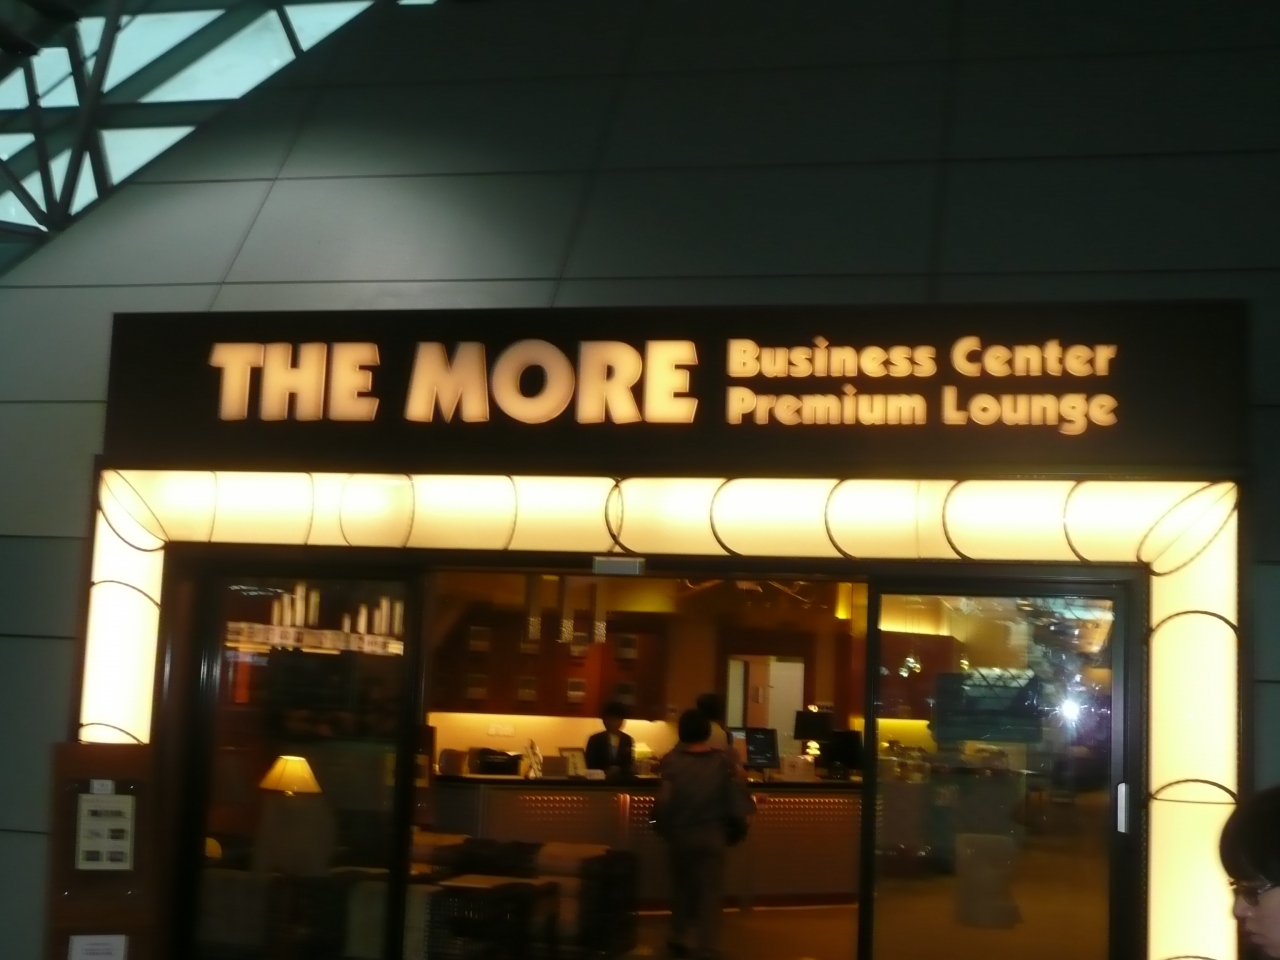 THE MORE
Business Center
Premium Lounge